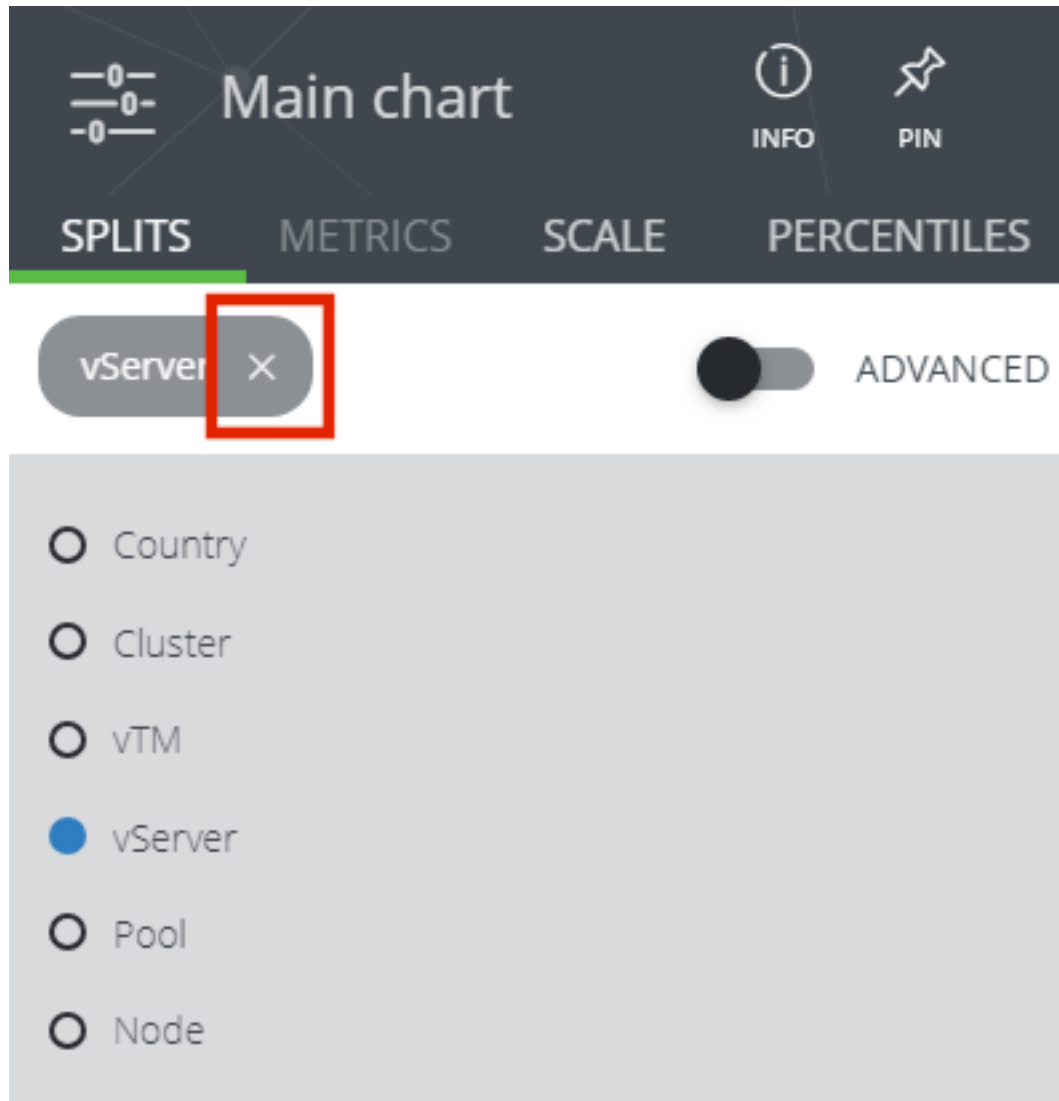 Main chart
INFO PIN
SPLITS METRICS SCALE PERCENTILES
vServer ADVANCED
Country
Cluster
vTM
vServer
Pool
Node